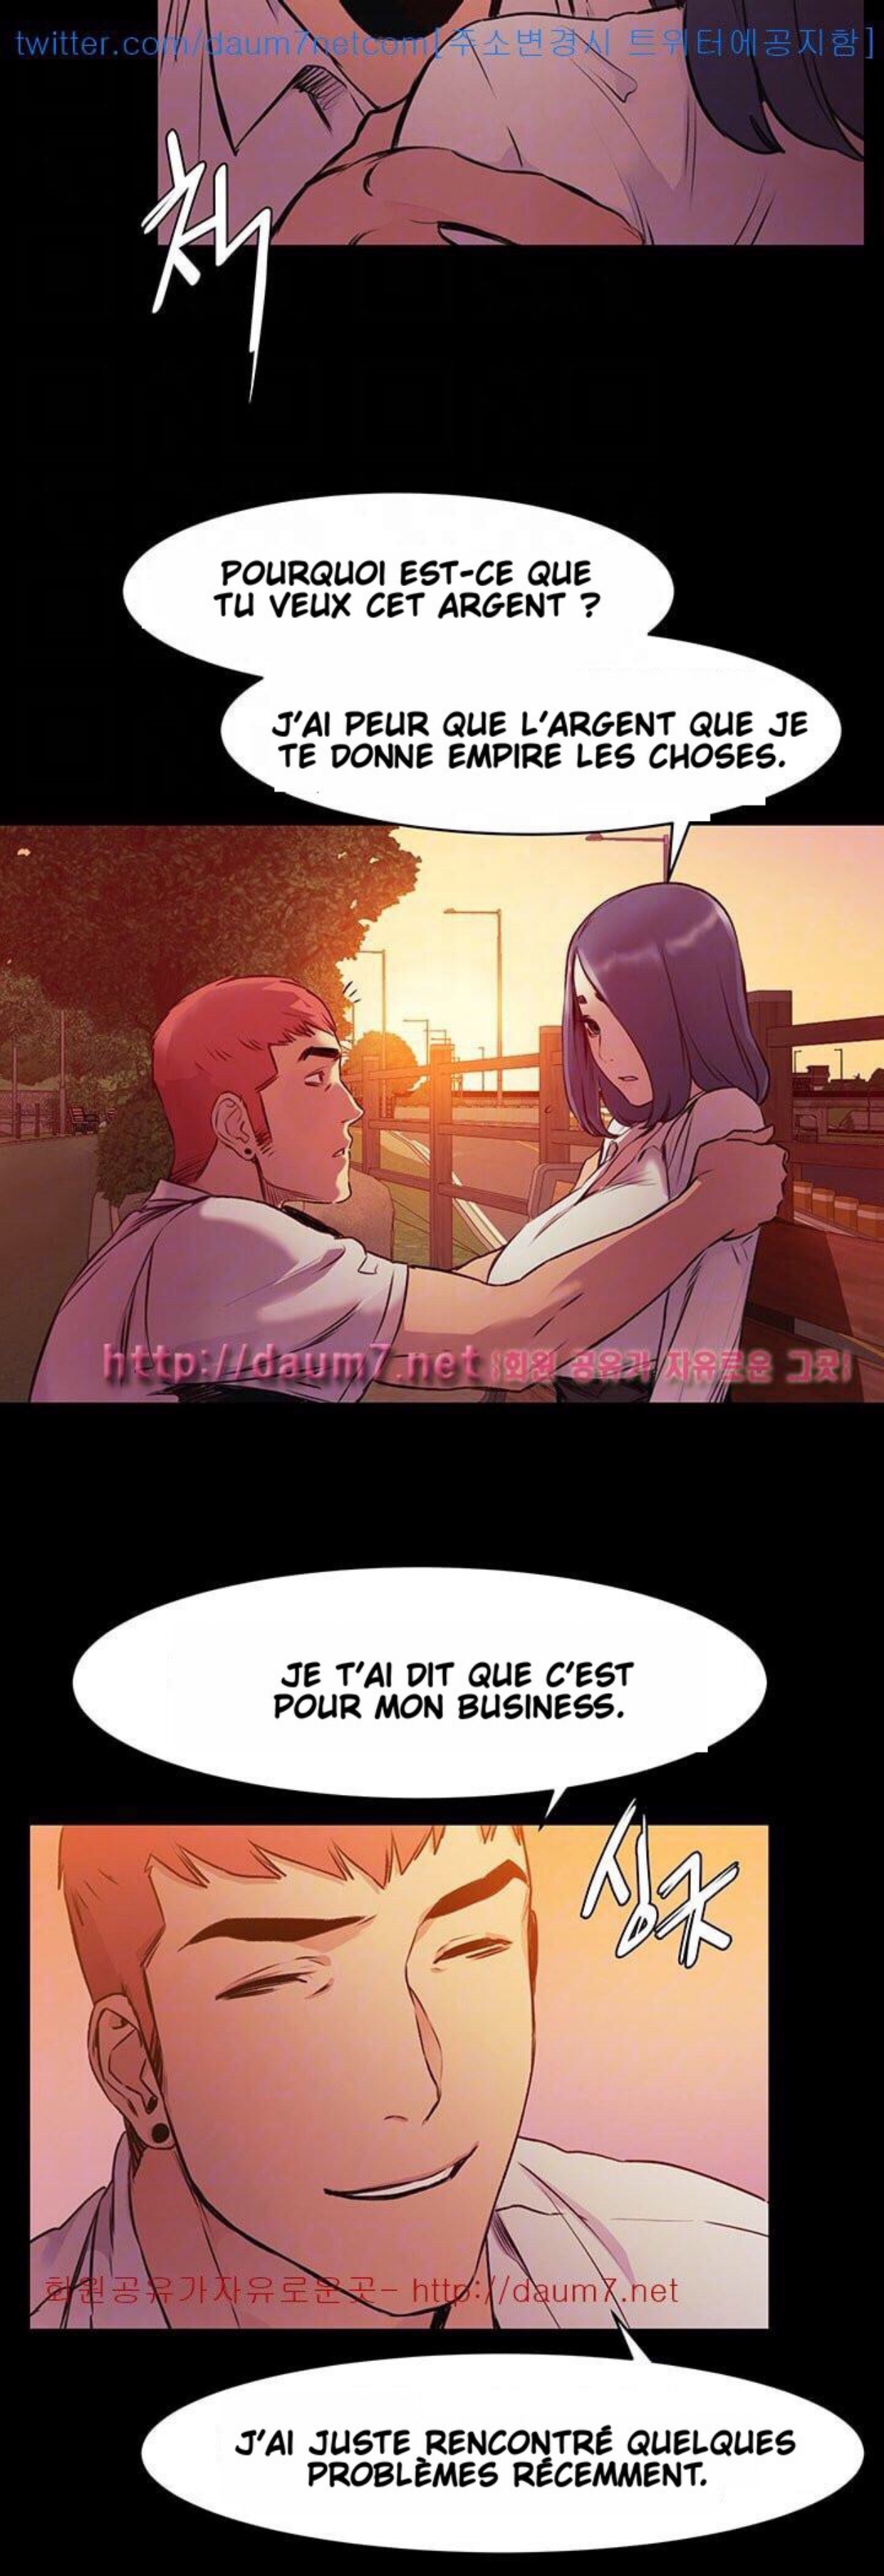 twitter.com/daum7netcom[주소변경시 트위터에공지함]
척
POURQUOI EST-CE QUE
TU VEUX CET ARGENT ?
J'AI PEUR QUE L'ARGENT QUE JE
TE DONNE EMPIRE LES CHOSES.
http://daum7.net [회원 공유가 자유로운 그곳]
JE T'AI DIT QUE C'EST
POUR MON BUSINESS.
싱긋
회원공유가자유로운곳- http://daum7.net
J'AI JUSTE RENCONTRÉ QUELQUES
PROBLÈMES RÉCEMMENT.